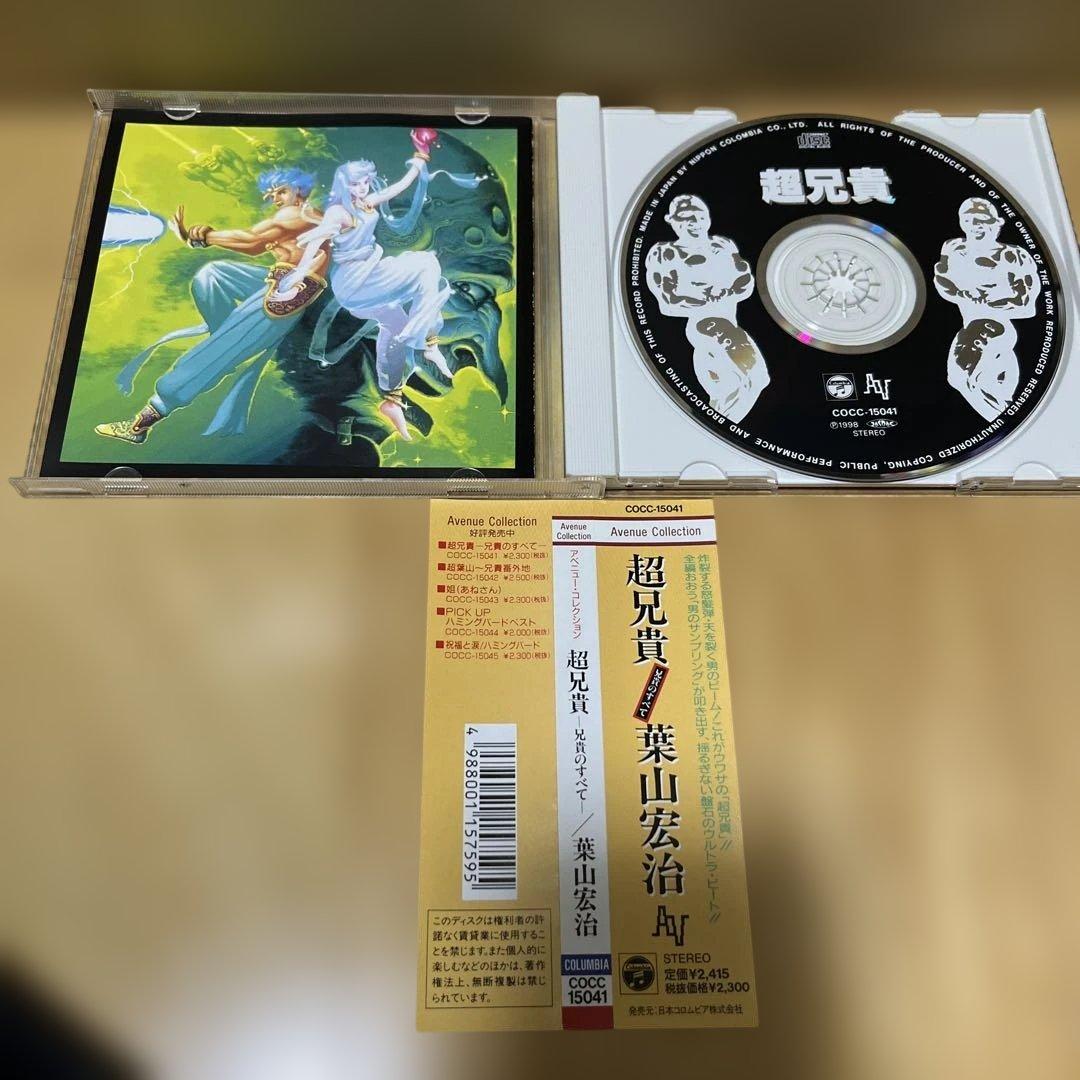 MADE IN JAPAN BY NIPPON COLOMBIA CO., LTD. ALL RIGHTS OF THE PRODUCER AND OF THE OWNER OF THE WORK REPRODUCED RESERVED. UNAUTHORIZED COPYING, PUBLIC PERFORMANCE AND BROADCASTING OF THIS RECORD PROHIBITED.
COMPACT
DIGITAL AUDIO
超兄貴
Columbia
AV
COCC-15041
Ⓟ1998
STEREO
Avenue Collection
好評発売中
■超兄貴―兄貴のすべて―
COCC-15041 ¥2,300(税抜)
■超葉山〜兄貴番外地
COCC-15042 ¥2,500(税抜)
■姐(あねさん)
COCC-15043 ¥2,300(税抜)
■PICK UP
ハミングバードベスト
COCC-15044 ¥2,000(税抜)
■祝福と涙/ハミングバード
COCC-15045 ¥2,300(税抜)
4 988001 157595
このディスクは権利者の許
諾なく賃貸業に使用するこ
とを禁じます。また個人的に
楽しむなどのほかは、著作
権法上、無断複製は禁じ
られています。
Avenue
Collection
アベニュー・コレクション
超兄貴―兄貴のすべて―/葉山宏治
COLUMBIA
COCC
15041
COCC-15041
Avenue Collection
炸裂する怒髪弾・天を裂く男のビーム!これがウワサの「超兄貴」!!
全編おおう「男のサンプリング」が叩き出す、揺るぎない盤石のウルトラ・ビート!!
超兄貴
兄貴のすべて
葉山宏治
AV
Columbia
STEREO
定価¥2,415
税抜価格¥2,300
発売元:日本コロムビア株式会社